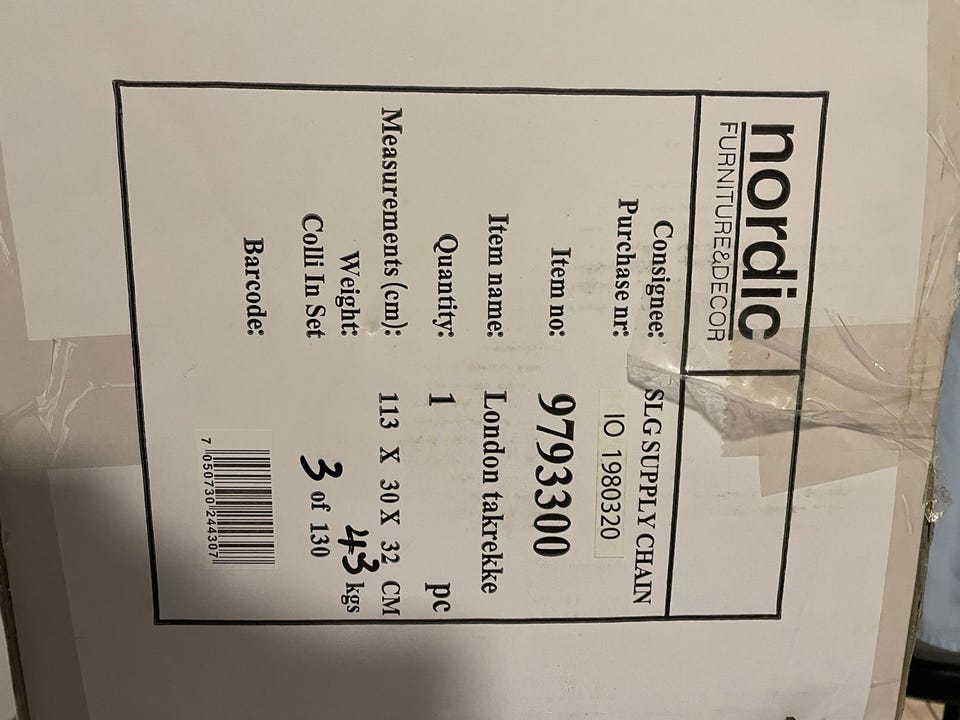 nordic
FURNITURE&DECOR
Consignee: SLG SUPPLY CHAIN
Purchase nr: IO 1980320
Item no: 9793300
Item name: London takrekke
Quantity: 1 pc
Measurements (cm): 113 X 30 X 32 CM
Weight: 43 kgs
Colli In Set 3 of 130
Barcode:
7 050730 244307